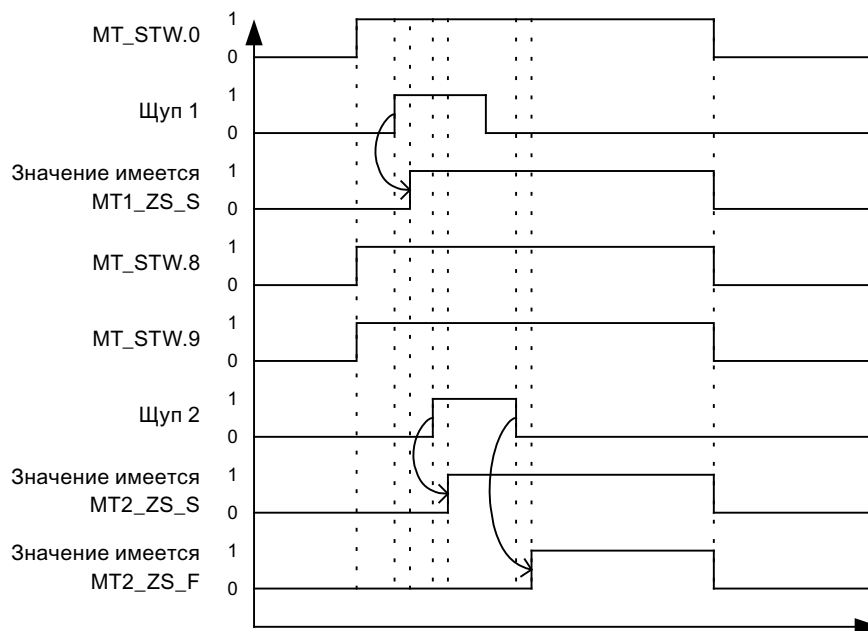 MT_STW.0
1
0
Щуп 1
1
0
Значение имеется
MT1_ZS_S
1
0
MT_STW.8
1
0
MT_STW.9
1
0
Щуп 2
1
0
Значение имеется
MT2_ZS_S
1
0
Значение имеется
MT2_ZS_F
1
0